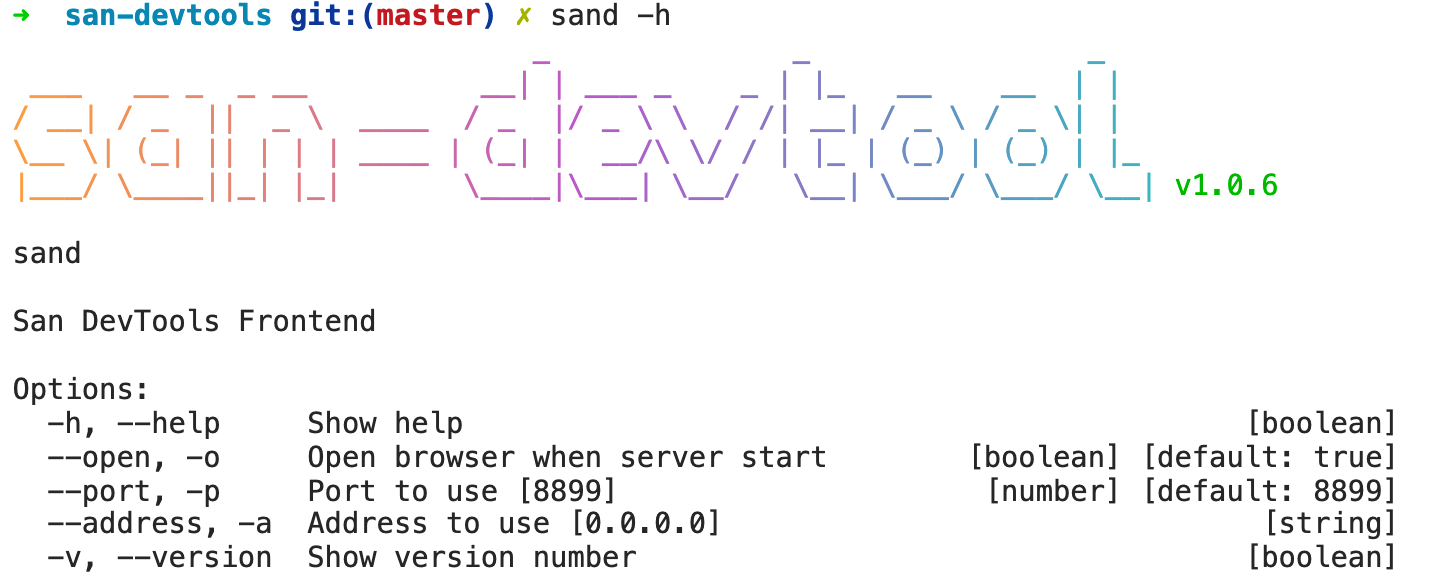 ➜  san-devtools git:(master) ✗ sand -h
san-devtool v1.0.6
sand
San DevTools Frontend
Options:
  -h, --help     Show help                                             [boolean]
  --open, -o     Open browser when server start        [boolean] [default: true]
  --port, -p     Port to use [8899]                     [number] [default: 8899]
  --address, -a  Address to use [0.0.0.0]                               [string]
  -v, --version  Show version number                                   [boolean]